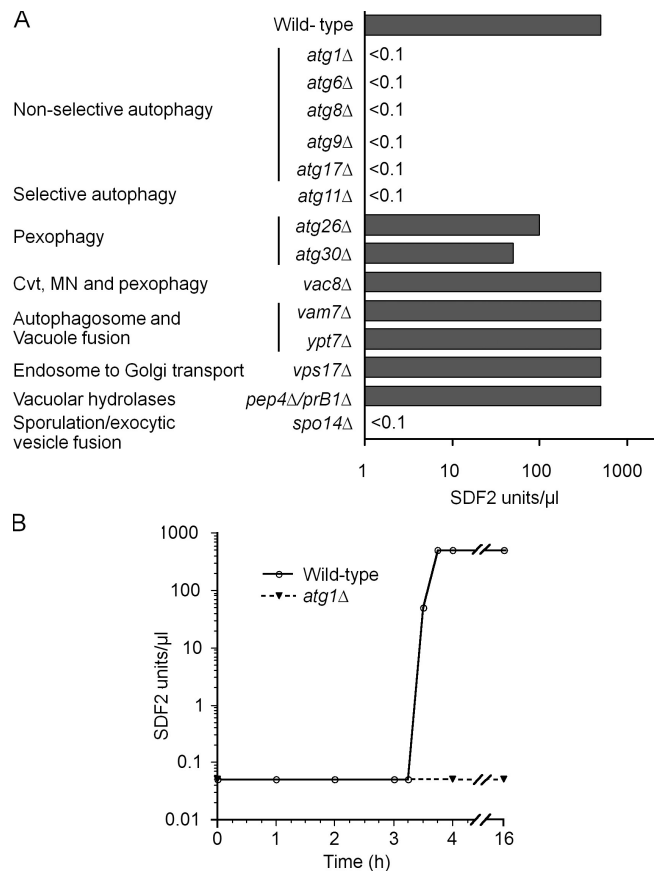 A
Wild- type
atg1Δ <0.1
atg6Δ <0.1
Non-selective autophagy atg8Δ <0.1
atg9Δ <0.1
atg17Δ <0.1
Selective autophagy atg11Δ <0.1
Pexophagy
atg26Δ
atg30Δ
Cvt, MN and pexophagy vac8Δ
Autophagosome and
Vacuole fusion
vam7Δ
ypt7Δ
Endosome to Golgi transport vps17Δ
Vacuolar hydrolases pep4Δ/prB1Δ
Sporulation/exocytic
vesicle fusion
spo14Δ <0.1
1 10 100 1000
SDF2 units/µl
B
1000
100
10
1
0.1
0.01
SDF2 units/µl
Wild-type
atg1Δ
0 1 2 3 4 16
Time (h)